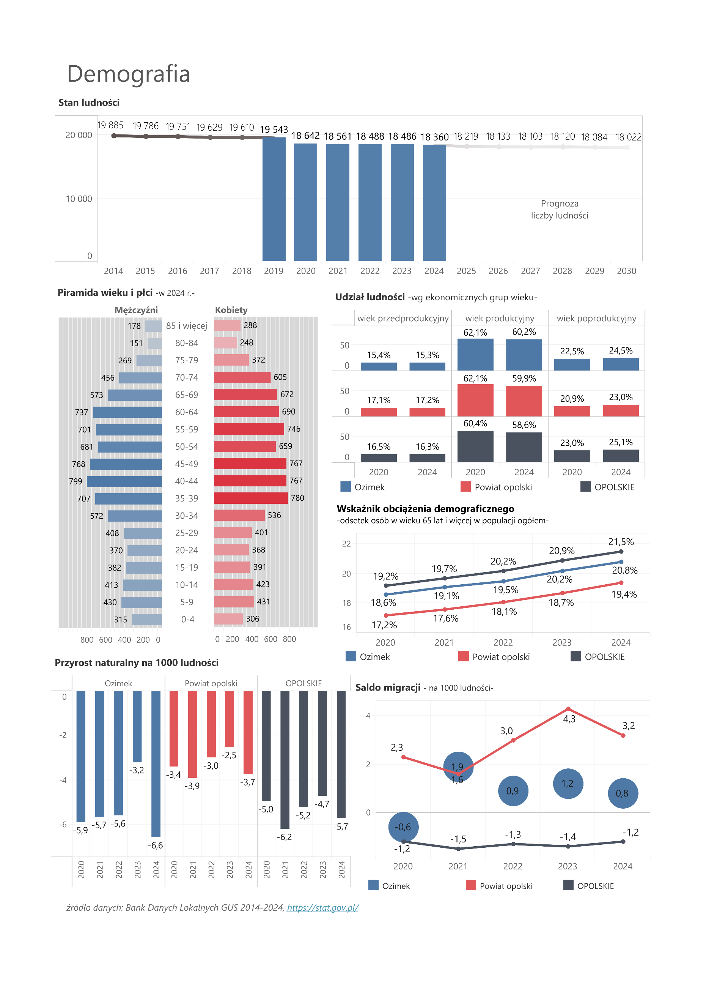 Demografia
Stan ludności
19 885 19 786 19 751 19 629 19 610 19 543 18 642 18 561 18 488 18 486 18 360 18 219 18 133 18 103 18 120 18 084 18 022
20 000
10 000
Prognoza
liczby ludności
0
2014 2015 2016 2017 2018 2019 2020 2021 2022 2023 2024 2025 2026 2027 2028 2029 2030
Piramida wieku i płci -w 2024 r.-
Mężczyźni Kobiety
178 85 i więcej 288
151 80-84 248
269 75-79 372
456 70-74 605
573 65-69 672
737 60-64 690
701 55-59 746
681 50-54 659
768 45-49 767
799 40-44 767
707 35-39 780
572 30-34 536
408 25-29 401
370 20-24 368
382 15-19 391
413 10-14 423
430 5-9 431
315 0-4 306
800 600 400 200 0 0 200 400 600 800
Udział ludności -wg ekonomicznych grup wieku-
wiek przedprodukcyjny wiek produkcyjny wiek poprodukcyjny
62,1% 60,2%
50
15,4% 15,3% 22,5% 24,5%
0
62,1% 59,9%
50
17,1% 17,2% 20,9% 23,0%
0
60,4% 58,6%
50
16,5% 16,3% 23,0% 25,1%
0
2020 2024 2020 2024 2020 2024
Ozimek Powiat opolski OPOLSKIE
Wskaźnik obciążenia demograficznego
-odsetek osób w wieku 65 lat i więcej w populacji ogółem-
22
20
18
16
19,2% 19,7% 20,2% 20,9% 21,5%
18,6% 19,1% 19,5% 20,2% 20,8%
17,2% 17,6% 18,1% 18,7% 19,4%
2020 2021 2022 2023 2024
Ozimek Powiat opolski OPOLSKIE
Przyrost naturalny na 1000 ludności
Ozimek Powiat opolski OPOLSKIE
0
-2
-4
-6
-5,9 -5,7 -5,6 -3,2 -6,6
-3,4 -3,9 -3,0 -2,5 -3,7
-5,0 -6,2 -5,2 -4,7 -5,7
2020 2021 2022 2023 2024 2020 2021 2022 2023 2024 2020 2021 2022 2023 2024
Saldo migracji - na 1000 ludności-
4
2
0
2,3 1,6 3,0 4,3 3,2
-0,6 1,9 0,9 1,2 0,8
-1,2 -1,5 -1,3 -1,4 -1,2
2020 2021 2022 2023 2024
Ozimek Powiat opolski OPOLSKIE
źródło danych: Bank Danych Lokalnych GUS 2014-2024, https://stat.gov.pl/